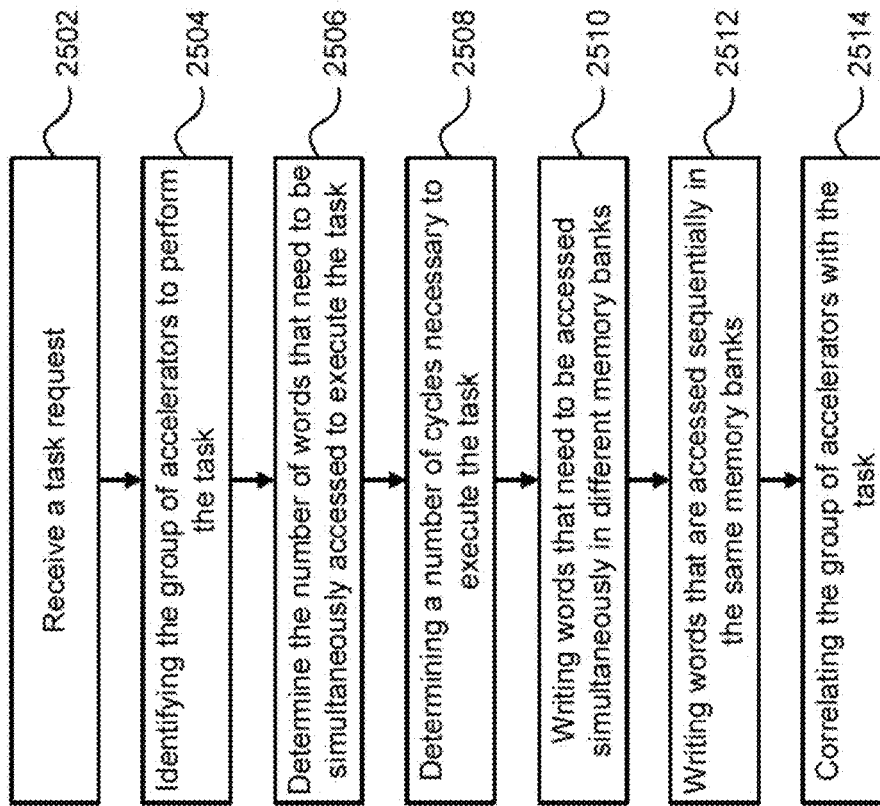 Receive a task request
2502
Identifying the group of accelerators to perform
the task
2504
Determine the number of words that need to be
simultaneously accessed to execute the task
2506
Determining a number of cycles necessary to
execute the task
2508
Writing words that need to be accessed
simultaneously in different memory banks
2510
Writing words that are accessed sequentially in
the same memory banks
2512
Correlating the group of accelerators with the
task
2514